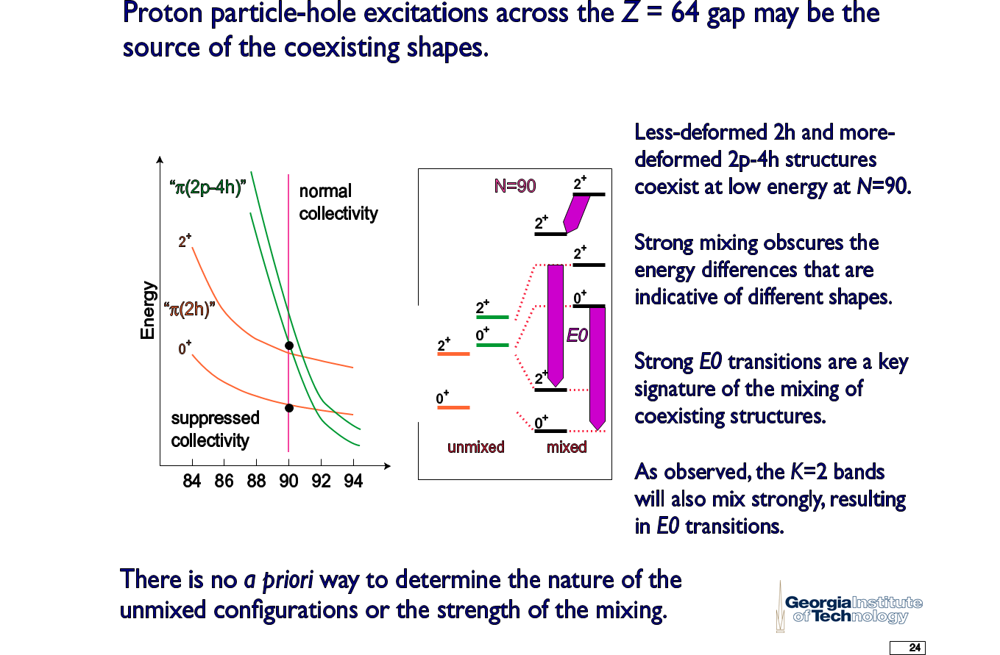 Proton particle-hole excitations across the Z = 64 gap may be the
source of the coexisting shapes.
Energy
“π(2p-4h)”
2+
“π(2h)”
0+
normal
collectivity
suppressed
collectivity
84 86 88 90 92 94
N=90
2+
2+
2+
0+
2+
0+
2+
E0
2+
0+
0+
unmixed
mixed
Less-deformed 2h and more-
deformed 2p-4h structures
coexist at low energy at N=90.
Strong mixing obscures the
energy differences that are
indicative of different shapes.
Strong E0 transitions are a key
signature of the mixing of
coexisting structures.
As observed, the K=2 bands
will also mix strongly, resulting
in E0 transitions.
There is no a priori way to determine the nature of the
unmixed configurations or the strength of the mixing.
GeorgiaInstitute
of Technology
24